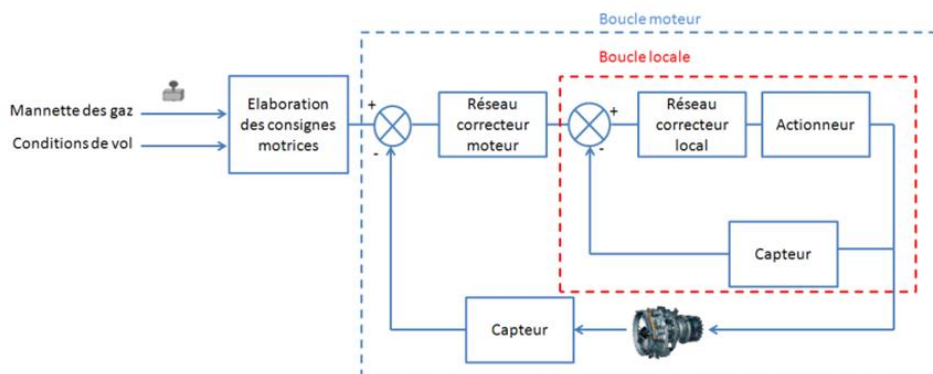 Boucle moteur
Boucle locale
Mannette des gaz
Conditions de vol
Elaboration
des consignes
motrices
+
-
Réseau
correcteur
moteur
+
-
Réseau
correcteur
local
Actionneur
Capteur
Capteur